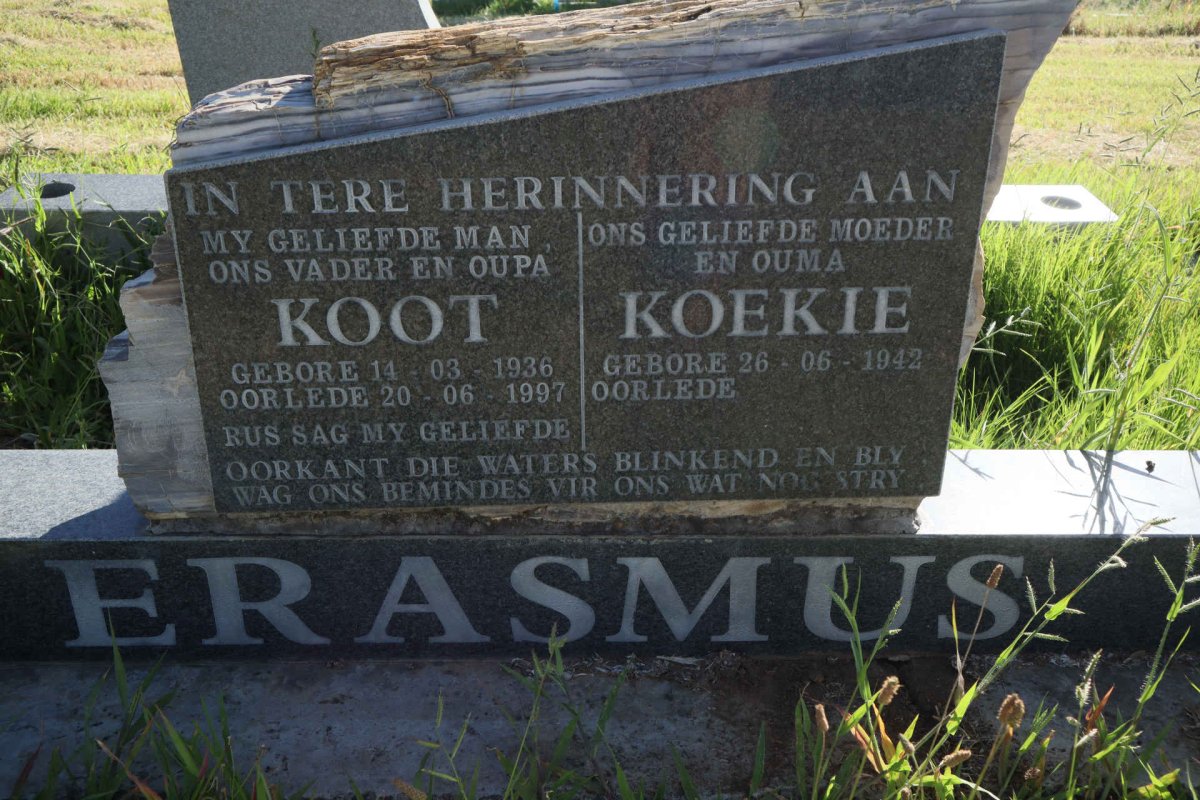 IN TERE HERINNERING AAN
MY GELIEFDE MAN,
ONS VADER EN OUPA
KOOT
GEBORE 14 - 03 - 1936
OORLEDE 20 - 06 - 1997
RUS SAG MY GELIEFDE
ONS GELIEFDE MOEDER
EN OUMA
KOEKIE
GEBORE 26 - 06 - 1942
OORLEDE
OORKANT DIE WATERS BLINKEND EN BLY
WAG ONS BEMINDES VIR ONS WAT NOG STRY
ERASMUS